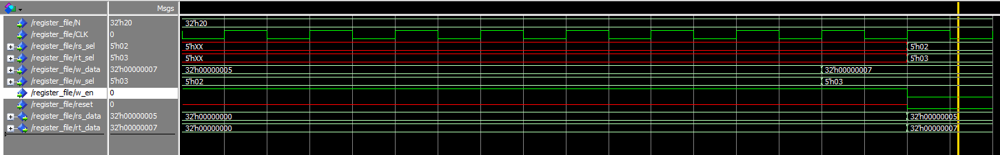 Msgs
/register_file/N 32'h20 32'h20
/register_file/CLK 0
/register_file/rs_sel 5'h02 5'hXX 5'h02
/register_file/rt_sel 5'h03 5'hXX 5'h03
/register_file/w_data 32'h00000007 32'h00000005 32'h00000007
/register_file/w_sel 5'h03 5'h02 5'h03
/register_file/w_en 0
/register_file/reset 0
/register_file/rs_data 32'h00000005 32'h00000000 32'h00000005
/register_file/rt_data 32'h00000007 32'h00000000 32'h00000007